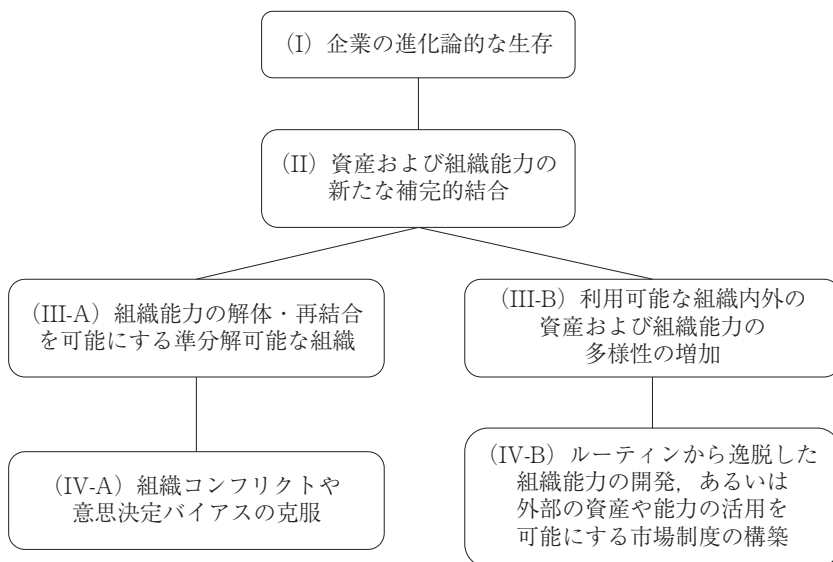 (I) 企業の進化論的な生存
(II) 資産および組織能力の
新たな補完的結合
(III-A) 組織能力の解体・再結合
を可能にする準分解可能な組織
(III-B) 利用可能な組織内外の
資産および組織能力の
多様性の増加
(IV-A) 組織コンフリクトや
意思決定バイアスの克服
(IV-B) ルーティンから逸脱した
組織能力の開発，あるいは
外部の資産や能力の活用を
可能にする市場制度の構築